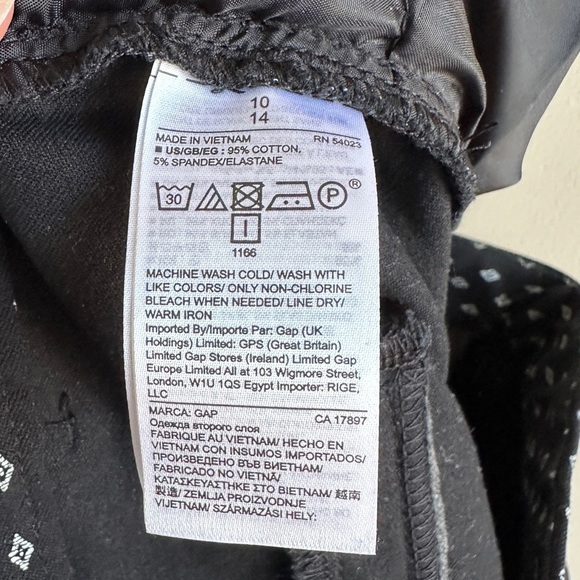 10
14
MADE IN VIETNAM RN 54023
■ US/GB/EG: 95% COTTON,
5% SPANDEX/ELASTANE
30 P ®
1166
MACHINE WASH COLD/ WASH WITH
LIKE COLORS/ ONLY NON-CHLORINE
BLEACH WHEN NEEDED/ LINE DRY/
WARM IRON
Imported By/Importe Par: Gap (UK
Holdings) Limited: GPS (Great Britain)
Limited Gap Stores (Ireland) Limited Gap
Europe Limited All at 103 Wigmore Street,
London, W1U 1QS Egypt Importer: RIGE,
LLC
MARCA: GAP CA 17897
Одежда второго слоя
FABRIQUE AU VIETNAM/ HECHO EN
VIETNAM CON INSUMOS IMPORTADOS/
ПРОИЗВЕДЕНО ВЪВ ВИЕТНАМ/
FABRICADO NO VIETNÃ/
ΚΑΤΑΣΚΕΥΑΣΤΗΚΕ ΣΤΟ ΒΙΕΤΝΑΜ/ 越南
製造/ ZEMLJA PROIZVODNJE:
VIJETNAM/ SZÁRMAZÁSI HELY: